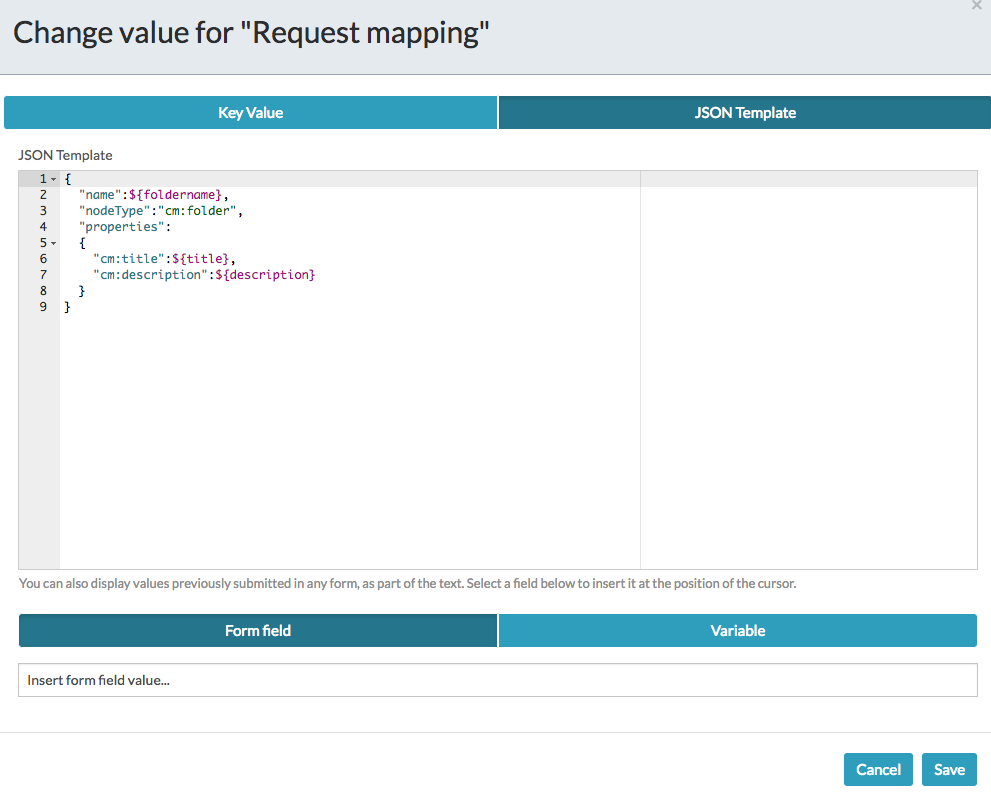 ×
Change value for "Request mapping"
Key Value JSON Template
JSON Template
1 {
2 "name":${foldername},
3 "nodeType":"cm:folder",
4 "properties":
5 {
6 "cm:title":${title},
7 "cm:description":${description}
8 }
9 }
You can also display values previously submitted in any form, as part of the text. Select a field below to insert it at the position of the cursor.
Form field Variable
Insert form field value...
Cancel Save